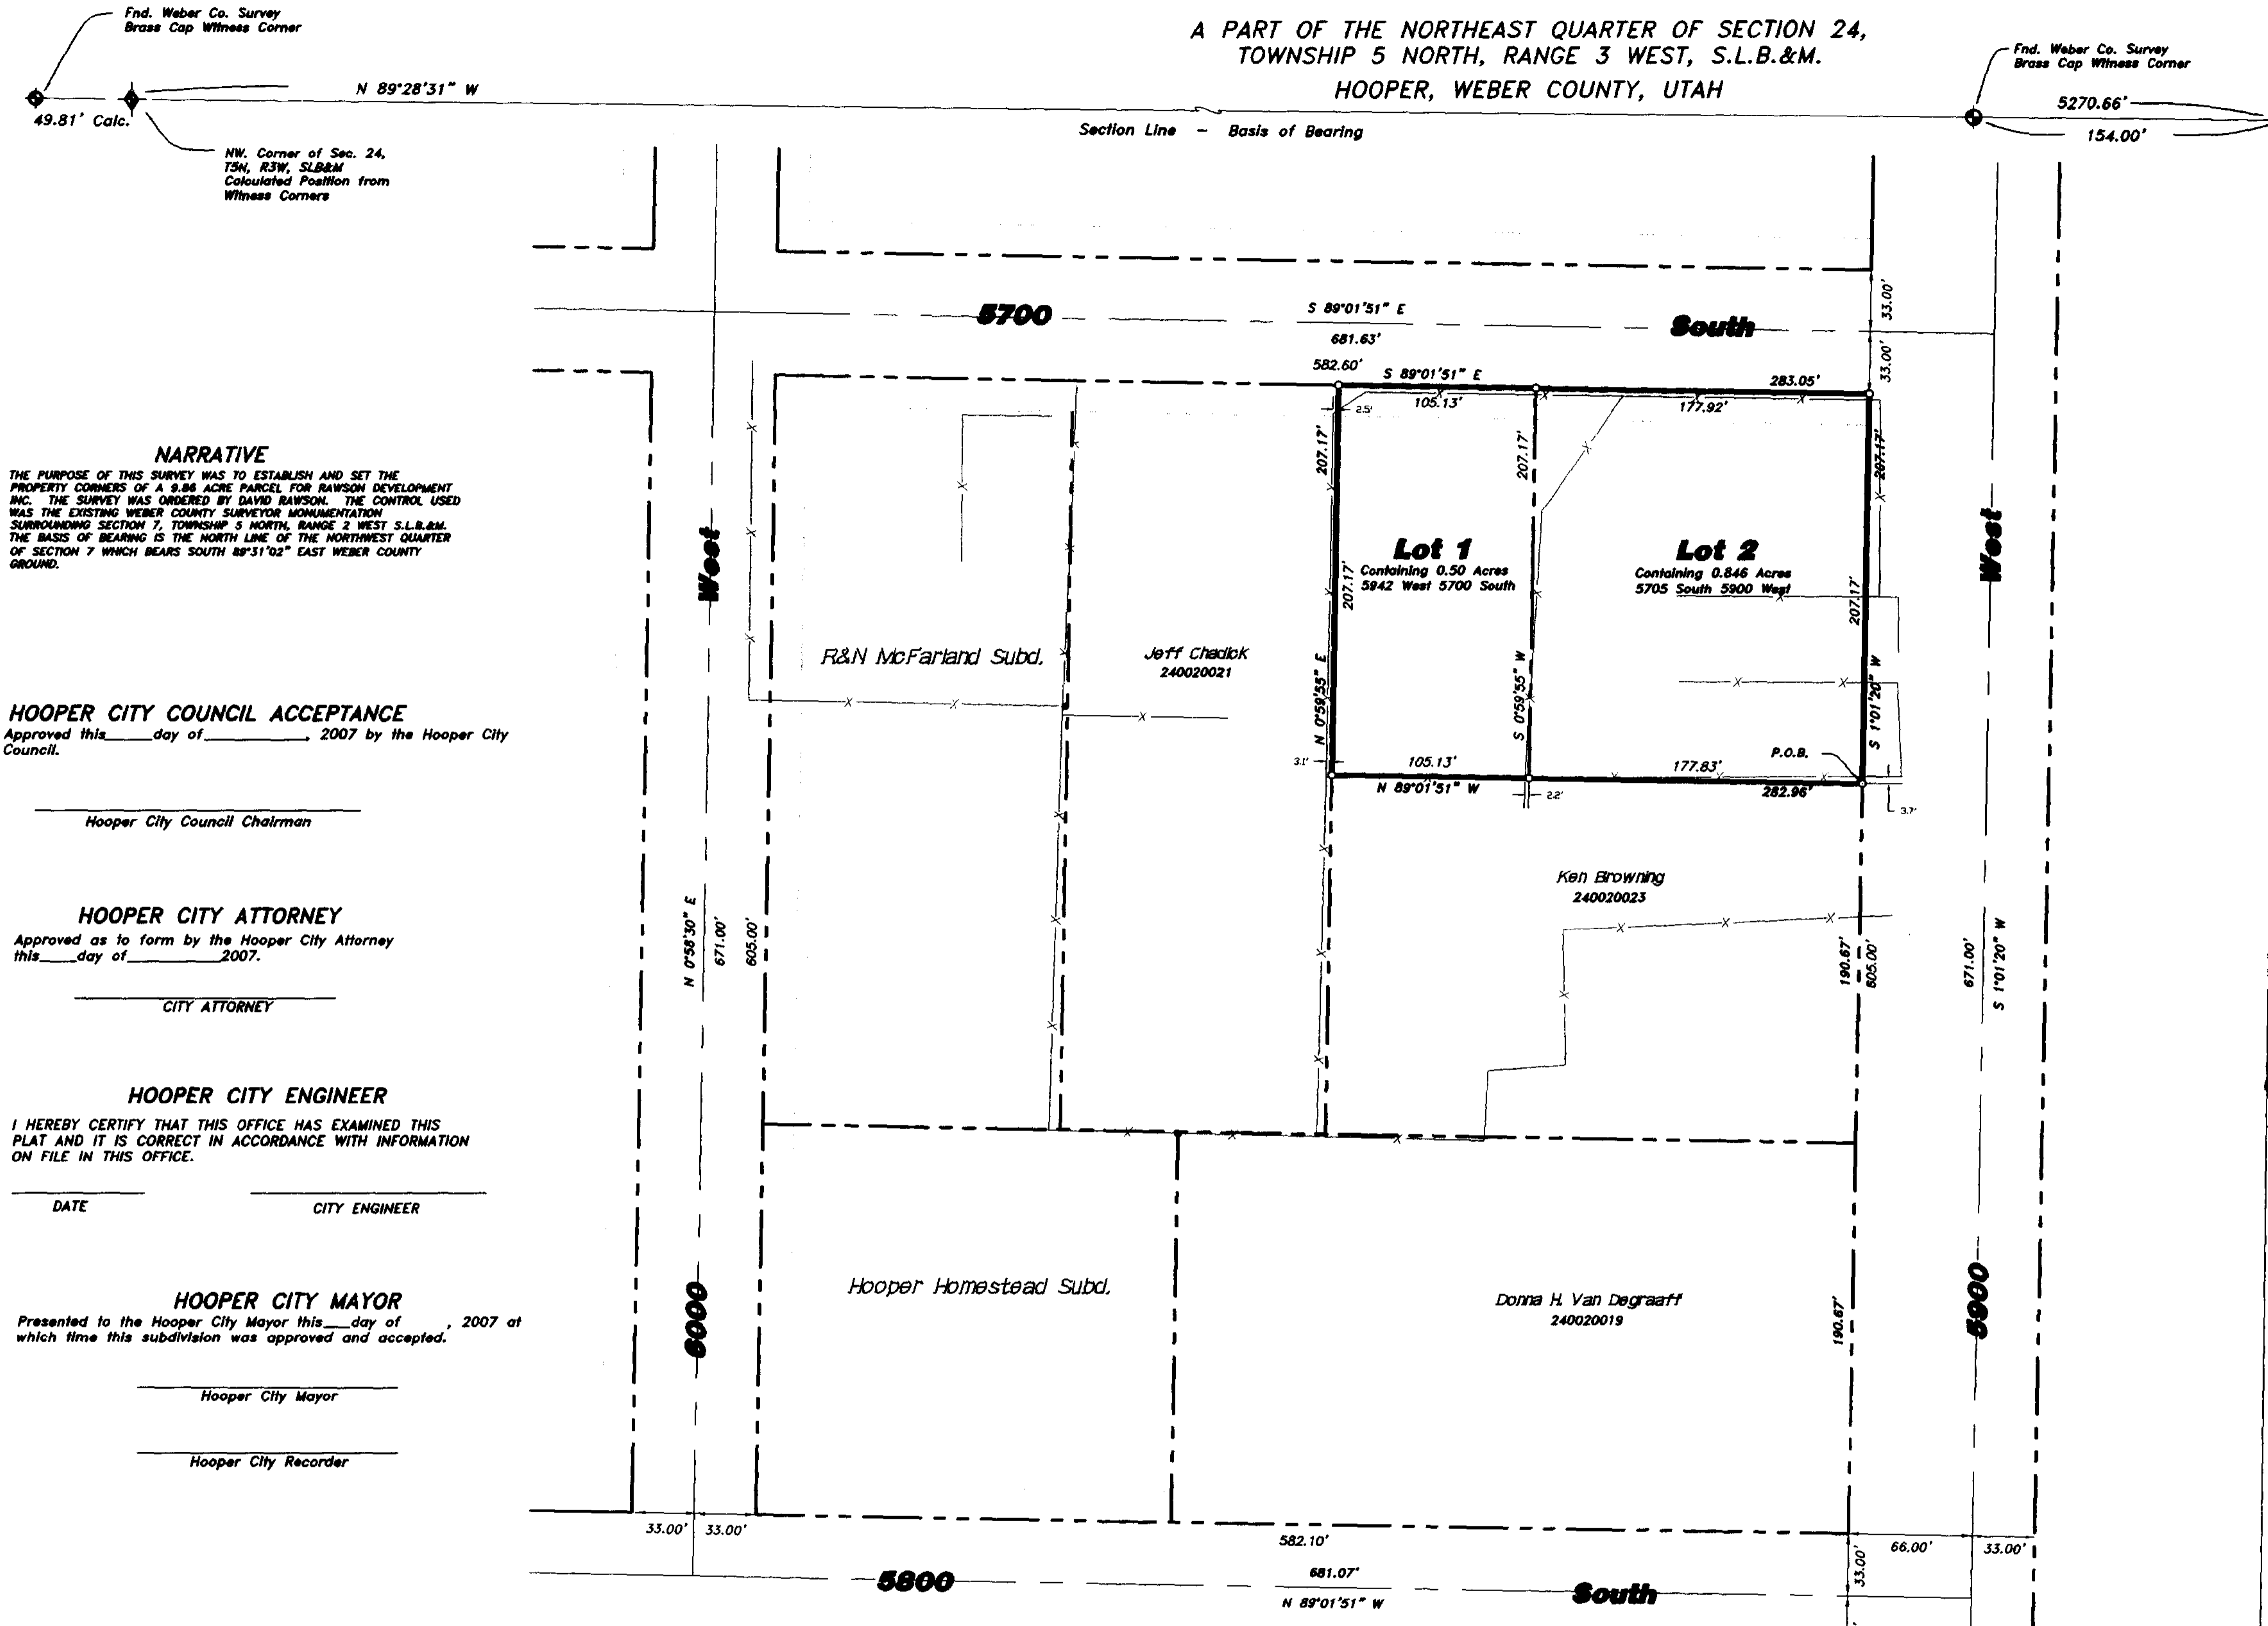 Fnd. Weber Co. Survey
Brass Cap Witness Corner
A PART OF THE NORTHEAST QUARTER OF SECTION 24,
TOWNSHIP 5 NORTH, RANGE 3 WEST, S.L.B.&M.
HOOPER, WEBER COUNTY, UTAH
Fnd. Weber Co. Survey
Brass Cap Witness Corner
N 89°28'31" W
49.81' Calc.
Section Line - Basis of Bearing
5270.66'
154.00'
NW. Corner of Sec. 24,
T5N, R3W, SLB&M
Calculated Position from
Witness Corners
33.00'
33.00'
5700
S 89°01'51" E
681.63'
South
582.60'
S 89°01'51" E
283.05'
105.13'
177.92'
2.5'
207.17'
207.17'
207.17'
NARRATIVE
THE PURPOSE OF THIS SURVEY WAS TO ESTABLISH AND SET THE
PROPERTY CORNERS OF A 9.86 ACRE PARCEL FOR RAWSON DEVELOPMENT
INC. THE SURVEY WAS ORDERED BY DAVID RAWSON. THE CONTROL USED
WAS THE EXISTING WEBER COUNTY SURVEYOR MONUMENTATION
SURROUNDING SECTION 7, TOWNSHIP 5 NORTH, RANGE 2 WEST S.L.B.&M.
THE BASIS OF BEARING IS THE NORTH LINE OF THE NORTHWEST QUARTER
OF SECTION 7 WHICH BEARS SOUTH 89°31'02" EAST WEBER COUNTY
GROUND.
West
West
Lot 1
Containing 0.50 Acres
5942 West 5700 South
Lot 2
Containing 0.846 Acres
5705 South 5900 West
207.17'
207.17'
R&N McFarland Subd.
Jeff Chadick
240020021
N 0°59'55" E
S 0°59'55" W
S 1°01'20" W
P.O.B.
3.1'
105.13'
N 89°01'51" W
2.2'
177.83'
282.96'
3.7'
HOOPER CITY COUNCIL ACCEPTANCE
Approved this____day of__________, 2007 by the Hooper City
Council.
Hooper City Council Chairman
Ken Browning
240020023
HOOPER CITY ATTORNEY
Approved as to form by the Hooper City Attorney
this____day of__________2007.
CITY ATTORNEY
N 0°58'30" E
671.00'
605.00'
190.67'
605.00'
671.00'
S 1°01'20" W
HOOPER CITY ENGINEER
I HEREBY CERTIFY THAT THIS OFFICE HAS EXAMINED THIS
PLAT AND IT IS CORRECT IN ACCORDANCE WITH INFORMATION
ON FILE IN THIS OFFICE.
DATE
CITY ENGINEER
HOOPER CITY MAYOR
Presented to the Hooper City Mayor this___day of , 2007 at
which time this subdivision was approved and accepted.
Hooper City Mayor
Hooper City Recorder
6000
Hooper Homestead Subd.
Donna H. Van Degraaff
240020019
190.67'
5900
33.00'
33.00'
582.10'
66.00'
33.00'
33.00'
5800
681.07'
N 89°01'51" W
South